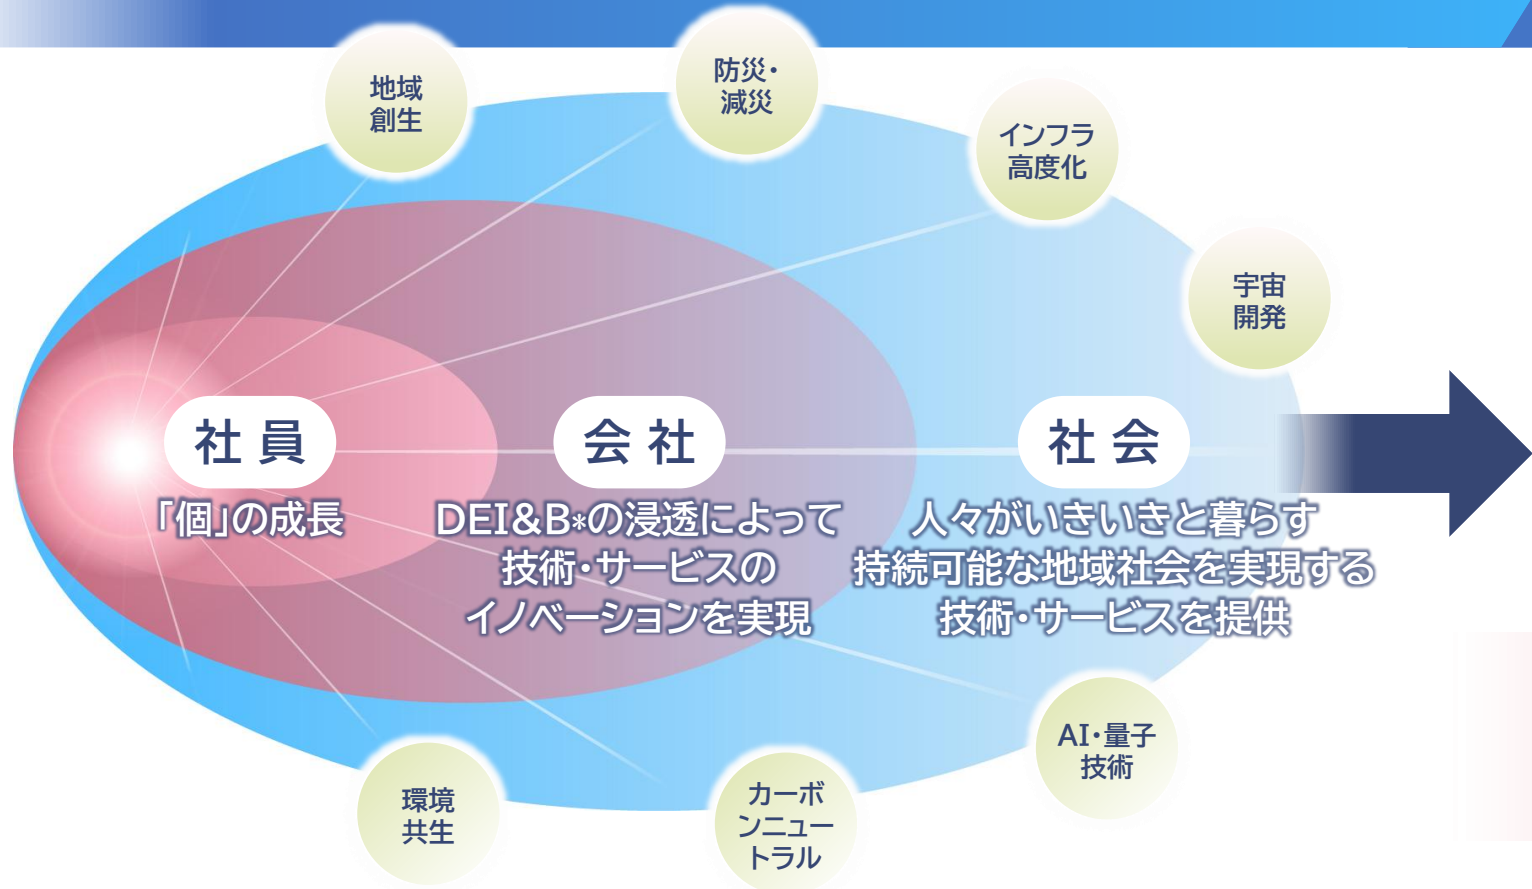 地域
創生
防災・
減災
インフラ
高度化
宇宙
開発
社員
「個」の成長
会社
DEI&B*の浸透によって
技術・サービスの
イノベーションを実現
社会
人々がいきいきと暮らす
持続可能な地域社会を実現する
技術・サービスを提供
環境
共生
カーボ
ンニュー
トラル
AI・量子
技術